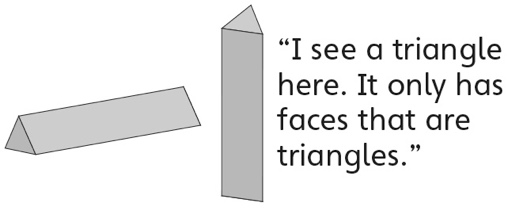 “I see a triangle
here. It only has
faces that are
triangles.”